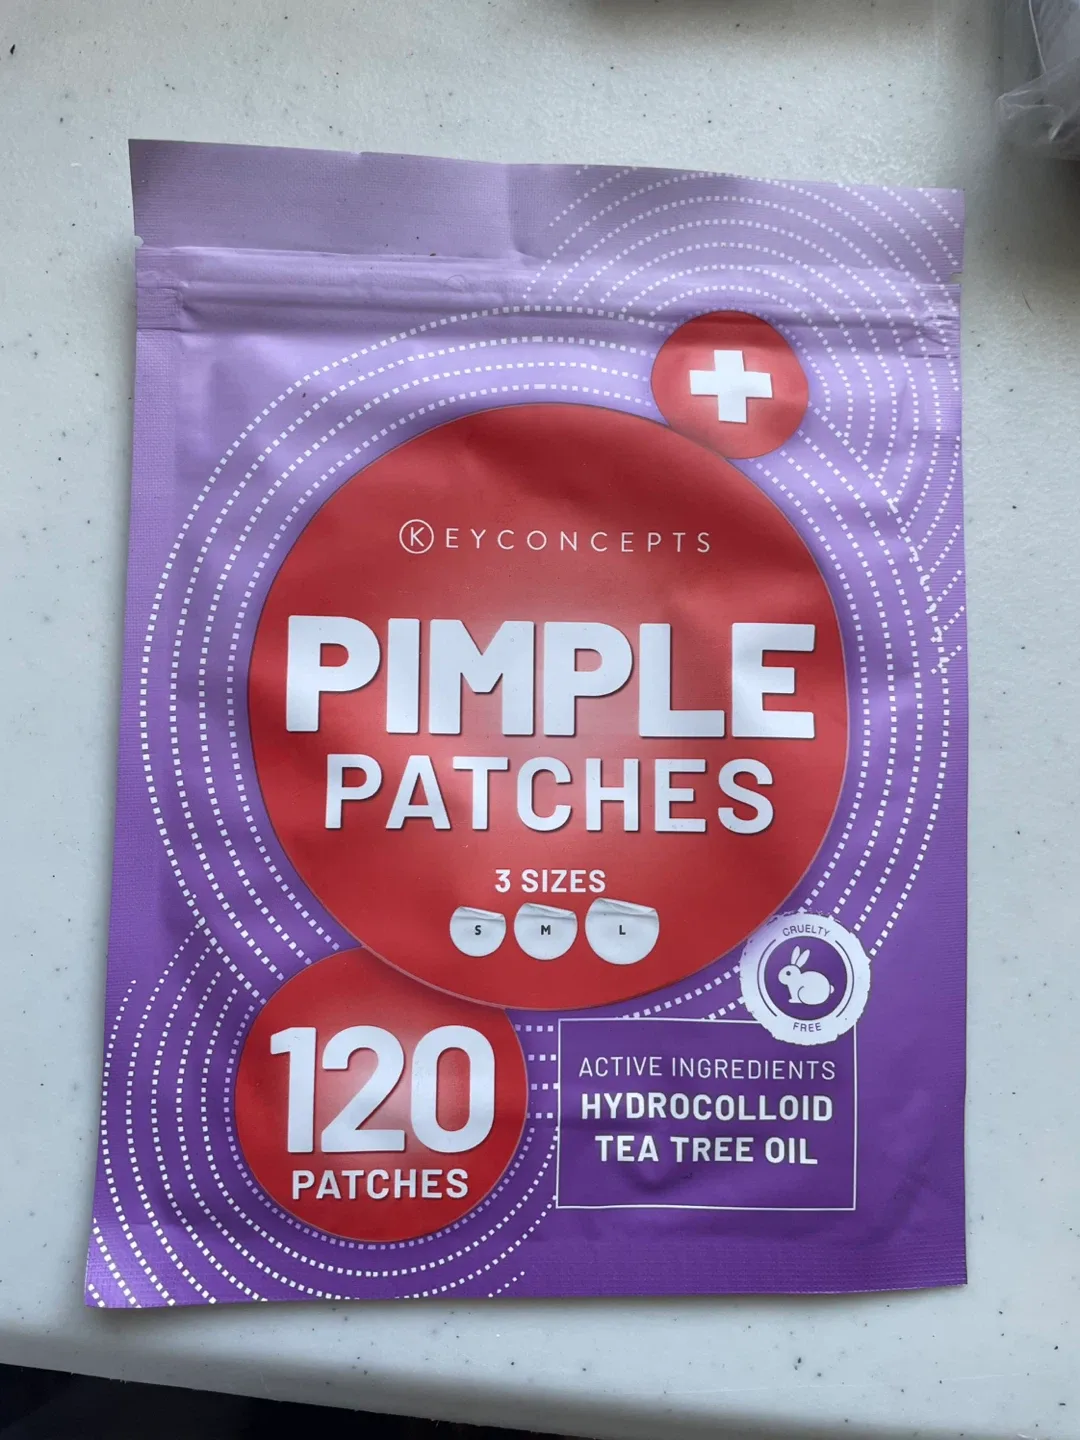 KEYCONCEPTS
PIMPLE
PATCHES
3 SIZES
S M L
CRUELTY
FREE
120
PATCHES
ACTIVE INGREDIENTS
HYDROCOLLOID
TEA TREE OIL